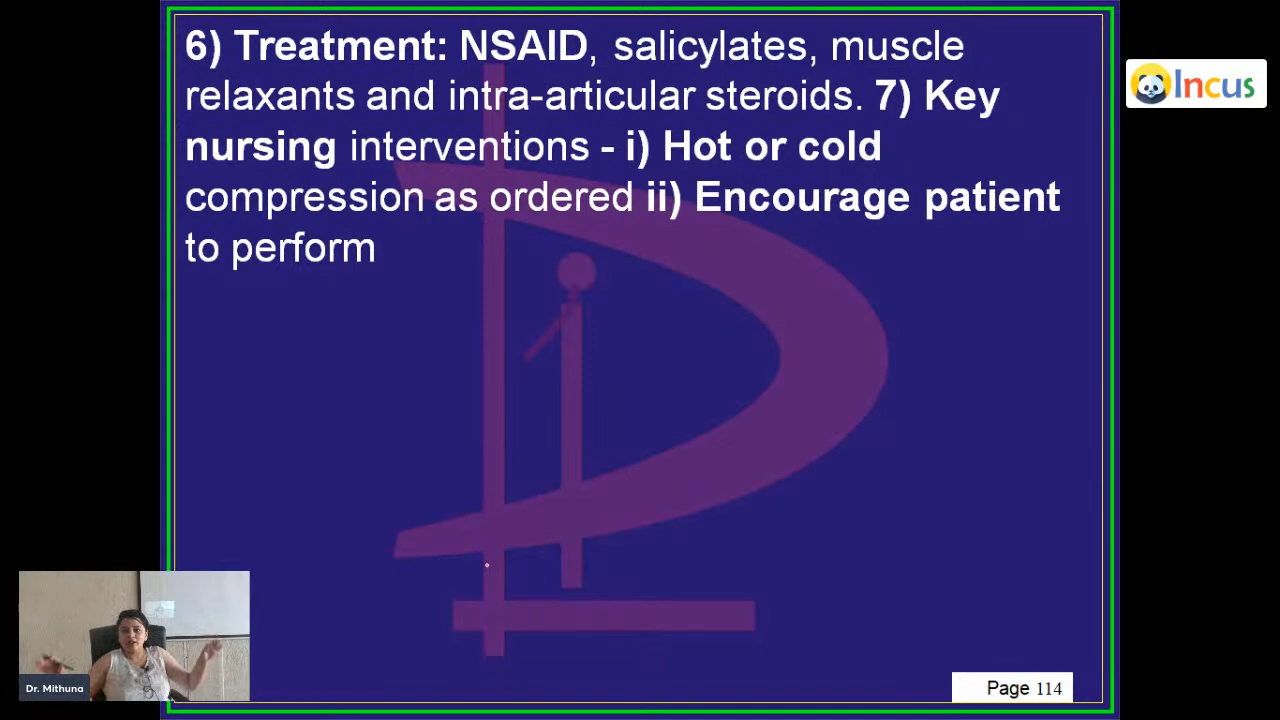 6) Treatment: NSAID, salicylates, muscle
relaxants and intra-articular steroids. 7) Key
nursing interventions - i) Hot or cold
compression as ordered ii) Encourage patient
to perform
Incus
Dr. Mithuna
Page 114